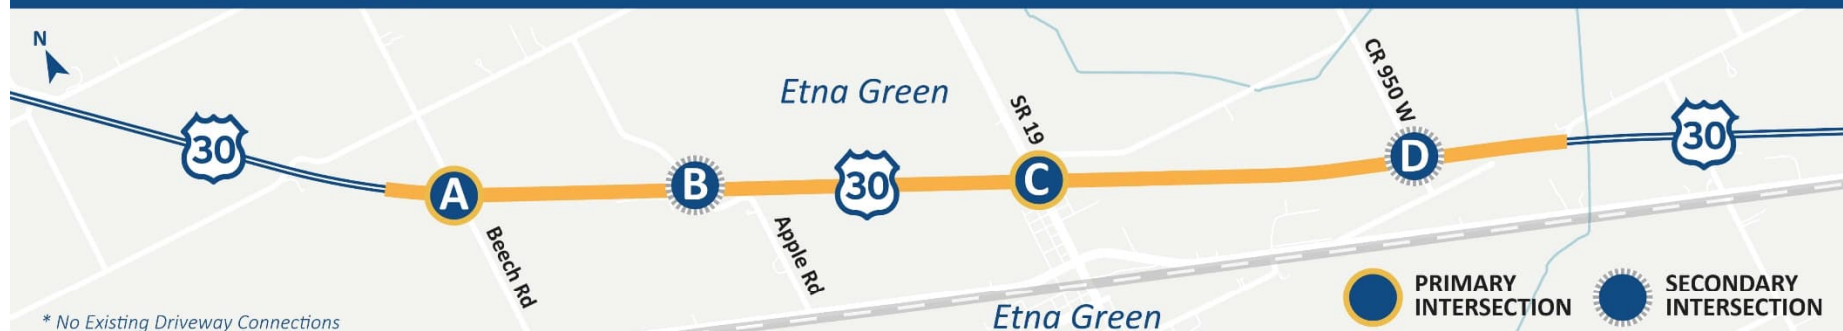 N
Etna Green
SR 19
CR 950 W
30
30
30
A
B
C
D
Beech Rd
Apple Rd
Etna Green
PRIMARY
INTERSECTION
SECONDARY
INTERSECTION
* No Existing Driveway Connections